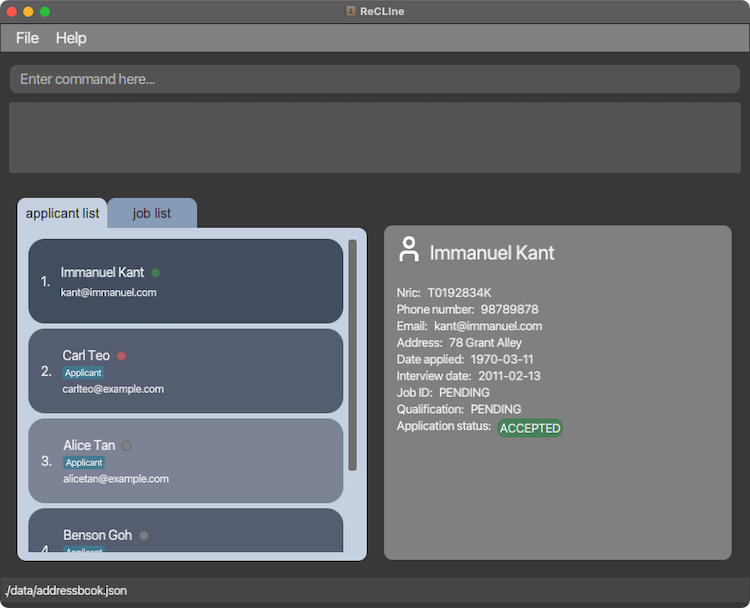 ReCLIne
File Help
Enter command here...
applicant list job list
1. Immanuel Kant
kant@immanuel.com
2. Carl Teo
Applicant
carlteo@example.com
3. Alice Tan
Applicant
alicetan@example.com
4. Benson Goh
Applicant
Immanuel Kant
Nric: T0192834K
Phone number: 98789878
Email: kant@immanuel.com
Address: 78 Grant Alley
Date applied: 1970-03-11
Interview date: 2011-02-13
Job ID: PENDING
Qualification: PENDING
Application status: ACCEPTED
./data/addressbook.json